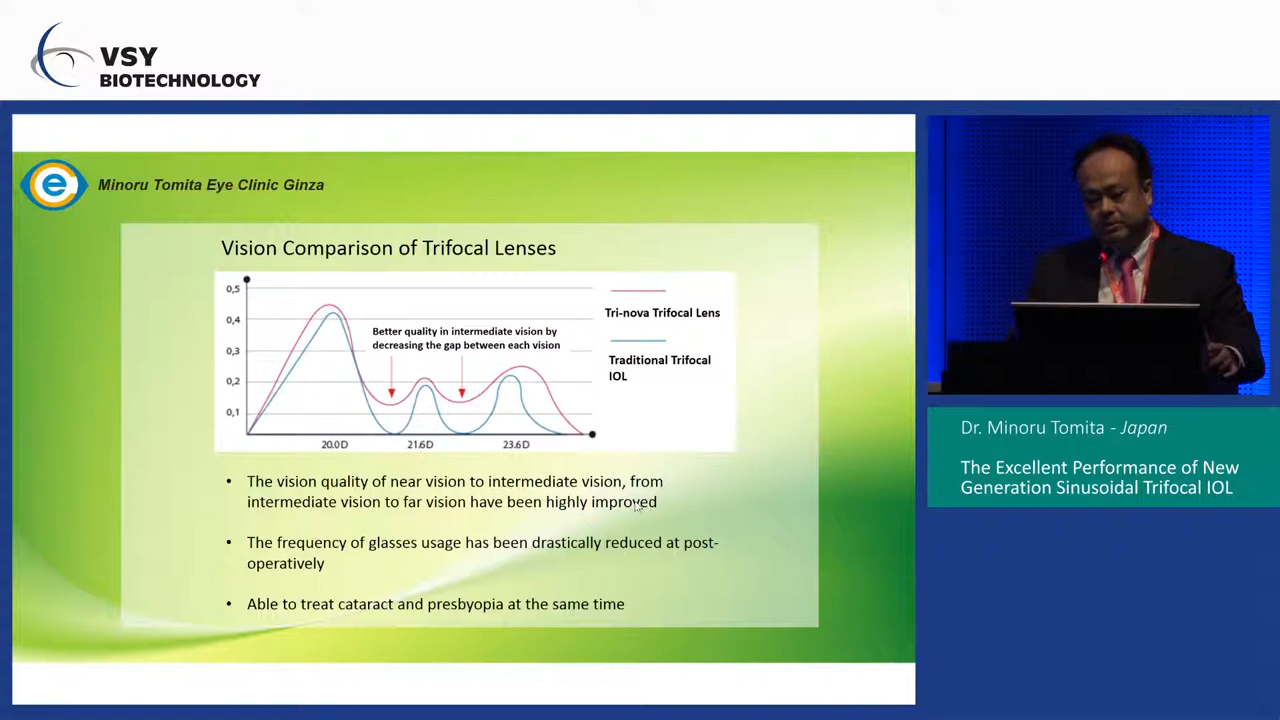 VSY
BIOTECHNOLOGY
e
Minoru Tomita Eye Clinic Ginza
Vision Comparison of Trifocal Lenses
0,5
0,4
0,3
0,2
0,1
20.0D
21.6D
23.6D
Better quality in intermediate vision by
decreasing the gap between each vision
Tri-nova Trifocal Lens
Traditional Trifocal
IOL
• The vision quality of near vision to intermediate vision, from
intermediate vision to far vision have been highly improved
• The frequency of glasses usage has been drastically reduced at post-
operatively
• Able to treat cataract and presbyopia at the same time
Dr. Minoru Tomita - Japan
The Excellent Performance of New
Generation Sinusoidal Trifocal IOL